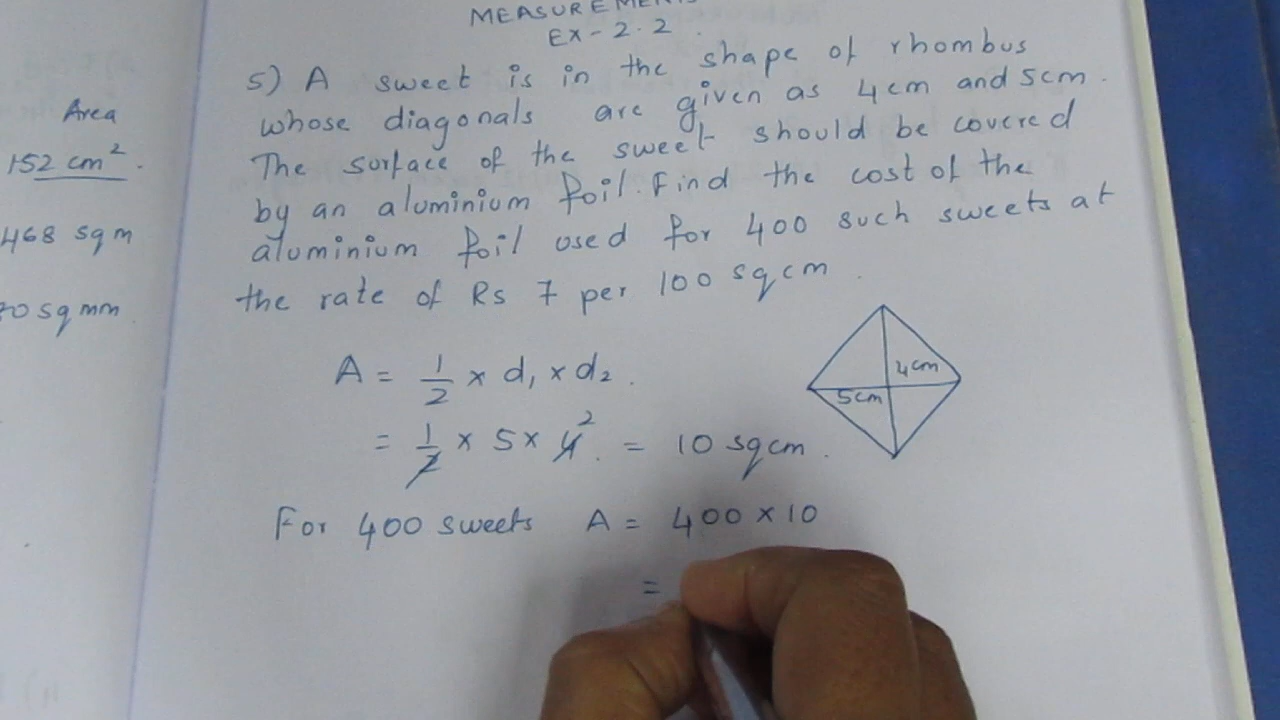 MEASUREMENTS
EX-2.2
5) A sweet is in the shape of rhombus
whose diagonals are given as 4cm and 5cm.
The surface of the sweet should be covered
by an aluminium foil. Find the cost of the
aluminium foil used for 400 such sweets at
the rate of Rs 7 per 100 sqcm.
A = 1/2 x d1 x d2.
= 1/2 x 5 x 4 2. = 10 sqcm.
4cm
5cm
For 400 sweets A = 400 x 10
=
Area
152 cm².
468 sqm
70 sqmm